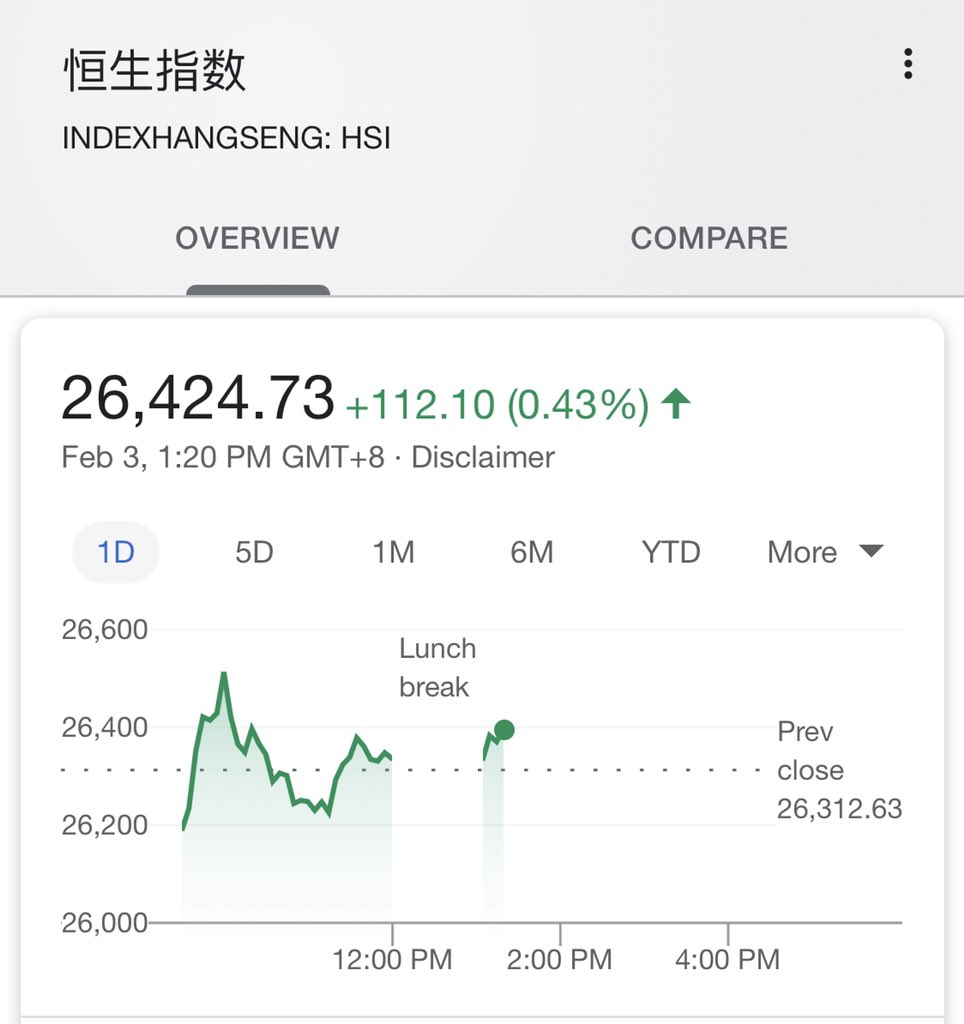 恒生指数
INDEXHANGSENG: HSI
OVERVIEW COMPARE
26,424.73 +112.10 (0.43%) ↑
Feb 3, 1:20 PM GMT+8 · Disclaimer
1D 5D 1M 6M YTD More
26,600
Lunch
break
26,400
Prev
close
26,312.63
26,200
26,000
12:00 PM 2:00 PM 4:00 PM